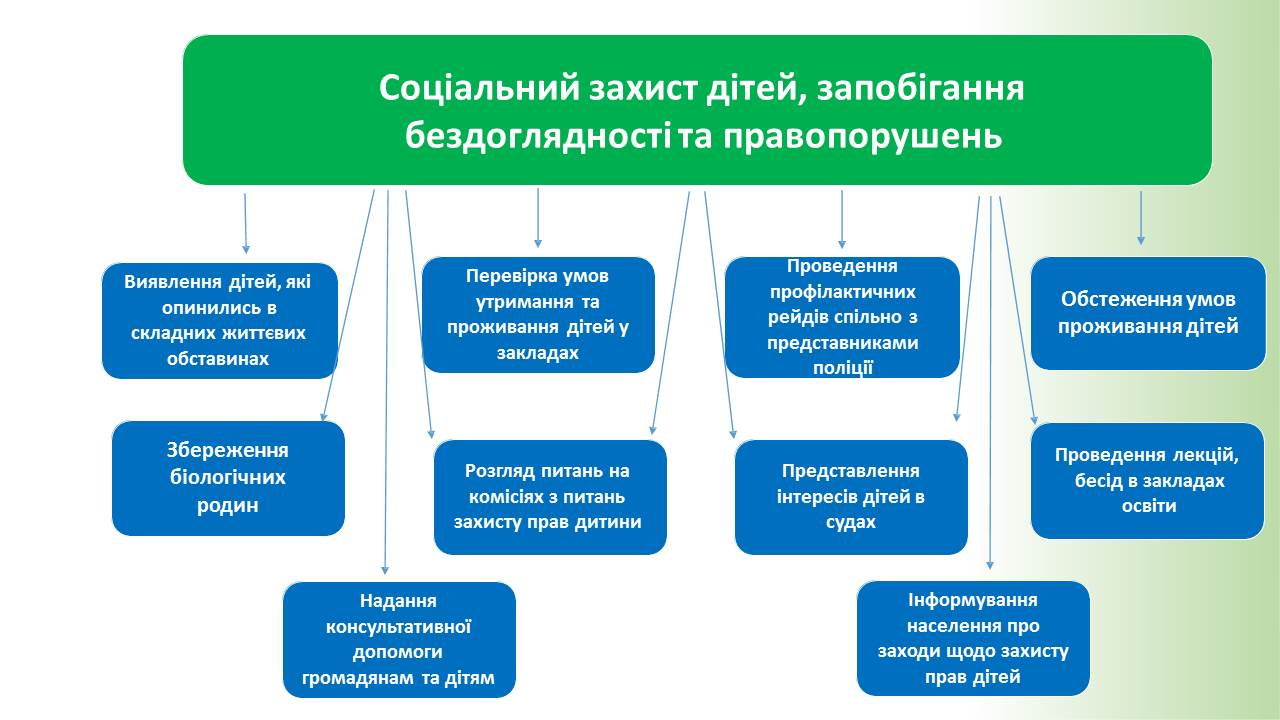 Соціальний захист дітей, запобігання
бездоглядності та правопорушень
Виявлення дітей, які
опинились в
складних життєвих
обставинах
Перевірка умов
утримання та
проживання дітей у
закладах
Проведення
профілактичних
рейдів спільно з
представниками
поліції
Обстеження умов
проживання дітей
Збереження
біологічних
родин
Розгляд питань на
комісіях з питань
захисту прав дитини
Представлення
інтересів дітей в
судах
Проведення лекцій,
бесід в закладах
освіти
Надання
консультативної
допомоги
громадянам та дітям
Інформування
населення про
заходи щодо захисту
прав дітей